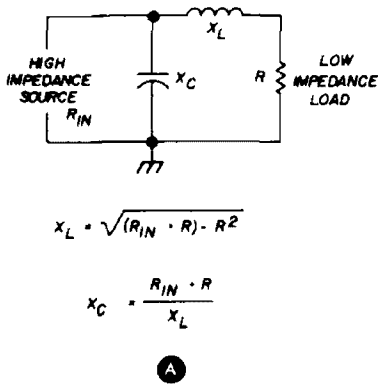 X_L
HIGH
IMPEDANCE
SOURCE
R_IN
X_C
R
LOW
IMPEDANCE
LOAD
X_L = √(R_IN · R) - R²
X_C = R_IN · R / X_L
A